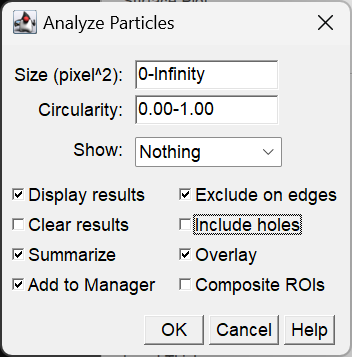 Analyze Particles
Size (pixel^2): 0-Infinity
Circularity: 0.00-1.00
Show: Nothing
Display results Exclude on edges
Clear results Include holes
Summarize Overlay
Add to Manager Composite ROIs
OK Cancel Help